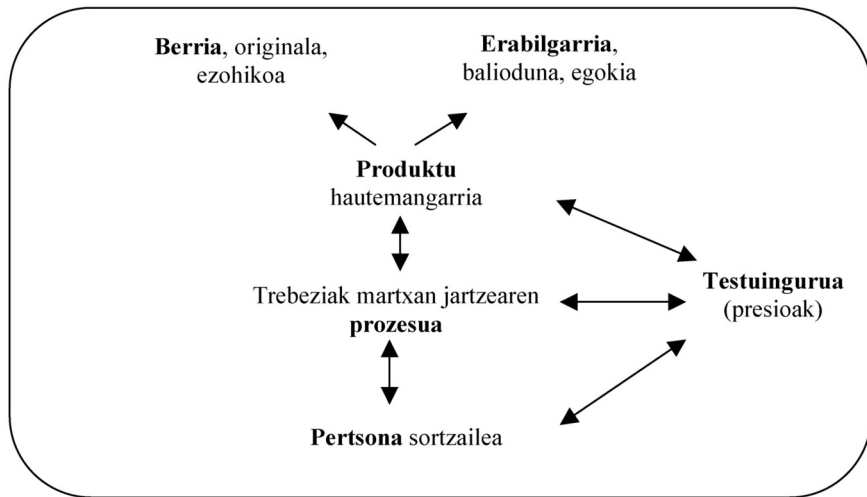 Berria, originala,
ezohikoa
Erabilgarria,
balioduna, egokia
Produktu
hautemangarria
Trebeziak martxan jartzearen
prozesua
Testuingurua
(presioak)
Pertsona sortzailea